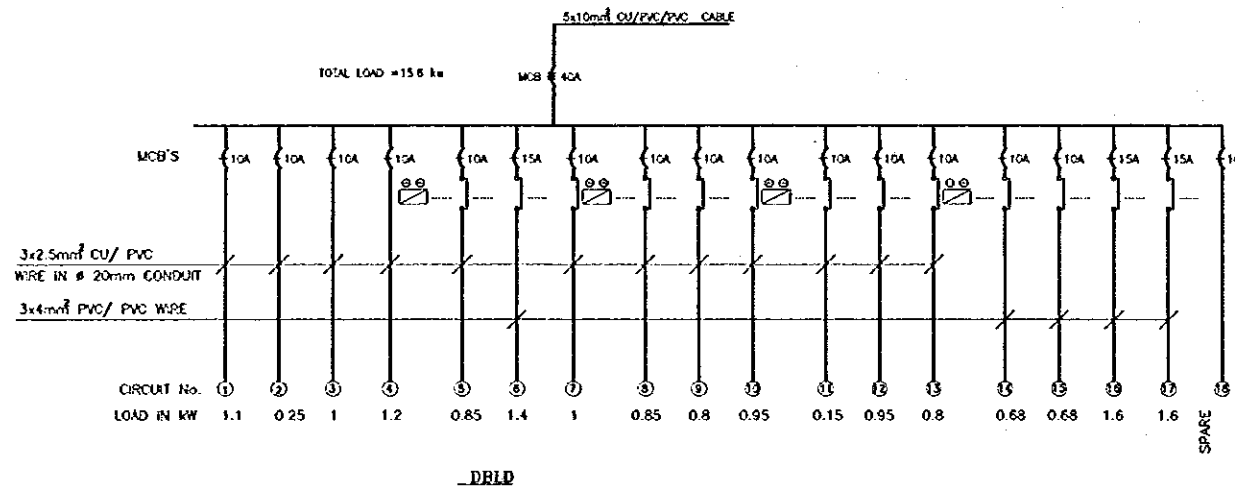 5x10mm² CU/PVC/PVC CABLE
TOTAL LOAD =15.6 kw
MCB 40A
MCB'S 10A 10A 10A 10A 15A 10A 10A 10A 10A 10A 10A 10A 10A 10A 15A 15A
3x2.5mm² CU/ PVC
WIRE IN ø 20mm CONDUIT
3x4mm² PVC/ PVC WIRE
CIRCUIT No. 1 2 3 4 5 6 7 8 9 10 11 12 13 14 15 16 17 18
LOAD IN KW 1.1 0.25 1 1.2 0.85 1.4 1 0.85 0.8 0.95 0.15 0.95 0.8 0.68 0.68 1.6 1.6 SPARE